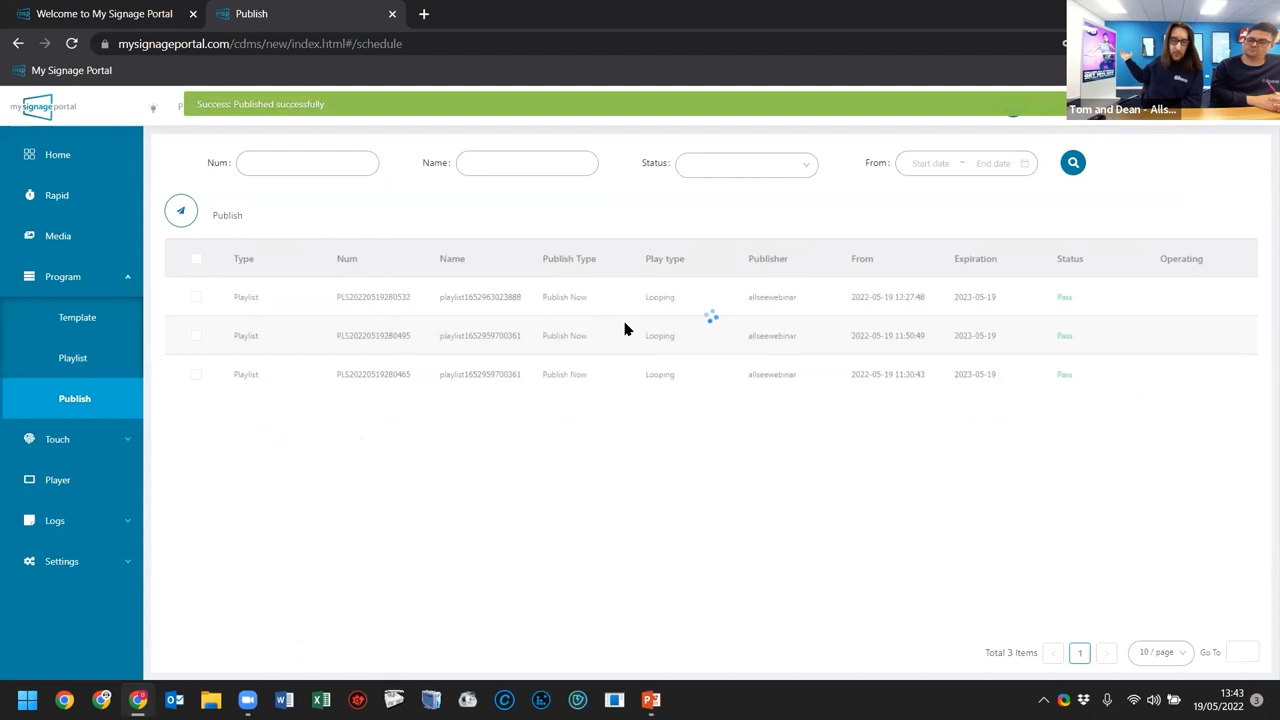 Welcome to My Signage Portal
Publish
mysignageportal.com/cdms/new/index.html#/schedule
My Signage Portal
Tom and Dean - Alls...
mysignageportal
P
Success: Published successfully
Home
Rapid
Media
Program
Template
Playlist
Publish
Touch
Player
Logs
Settings
Num: Name: Status: From: Start date ~ End date
Publish
Type Num Name Publish Type Play type Publisher From Expiration Status Operating
Playlist PLS20220519280532 playlist1652963023888 Publish Now Looping allseewebinar 2022-05-19 12:27:48 2023-05-19 Pass
Playlist PLS20220519280495 playlist1652959700361 Publish Now Looping allseewebinar 2022-05-19 11:50:49 2023-05-19 Pass
Playlist PLS20220519280465 playlist1652959700361 Publish Now Looping allseewebinar 2022-05-19 11:30:43 2023-05-19 Pass
Total 3 Items < 1 > 10 / page Go To
13:43
19/05/2022
3